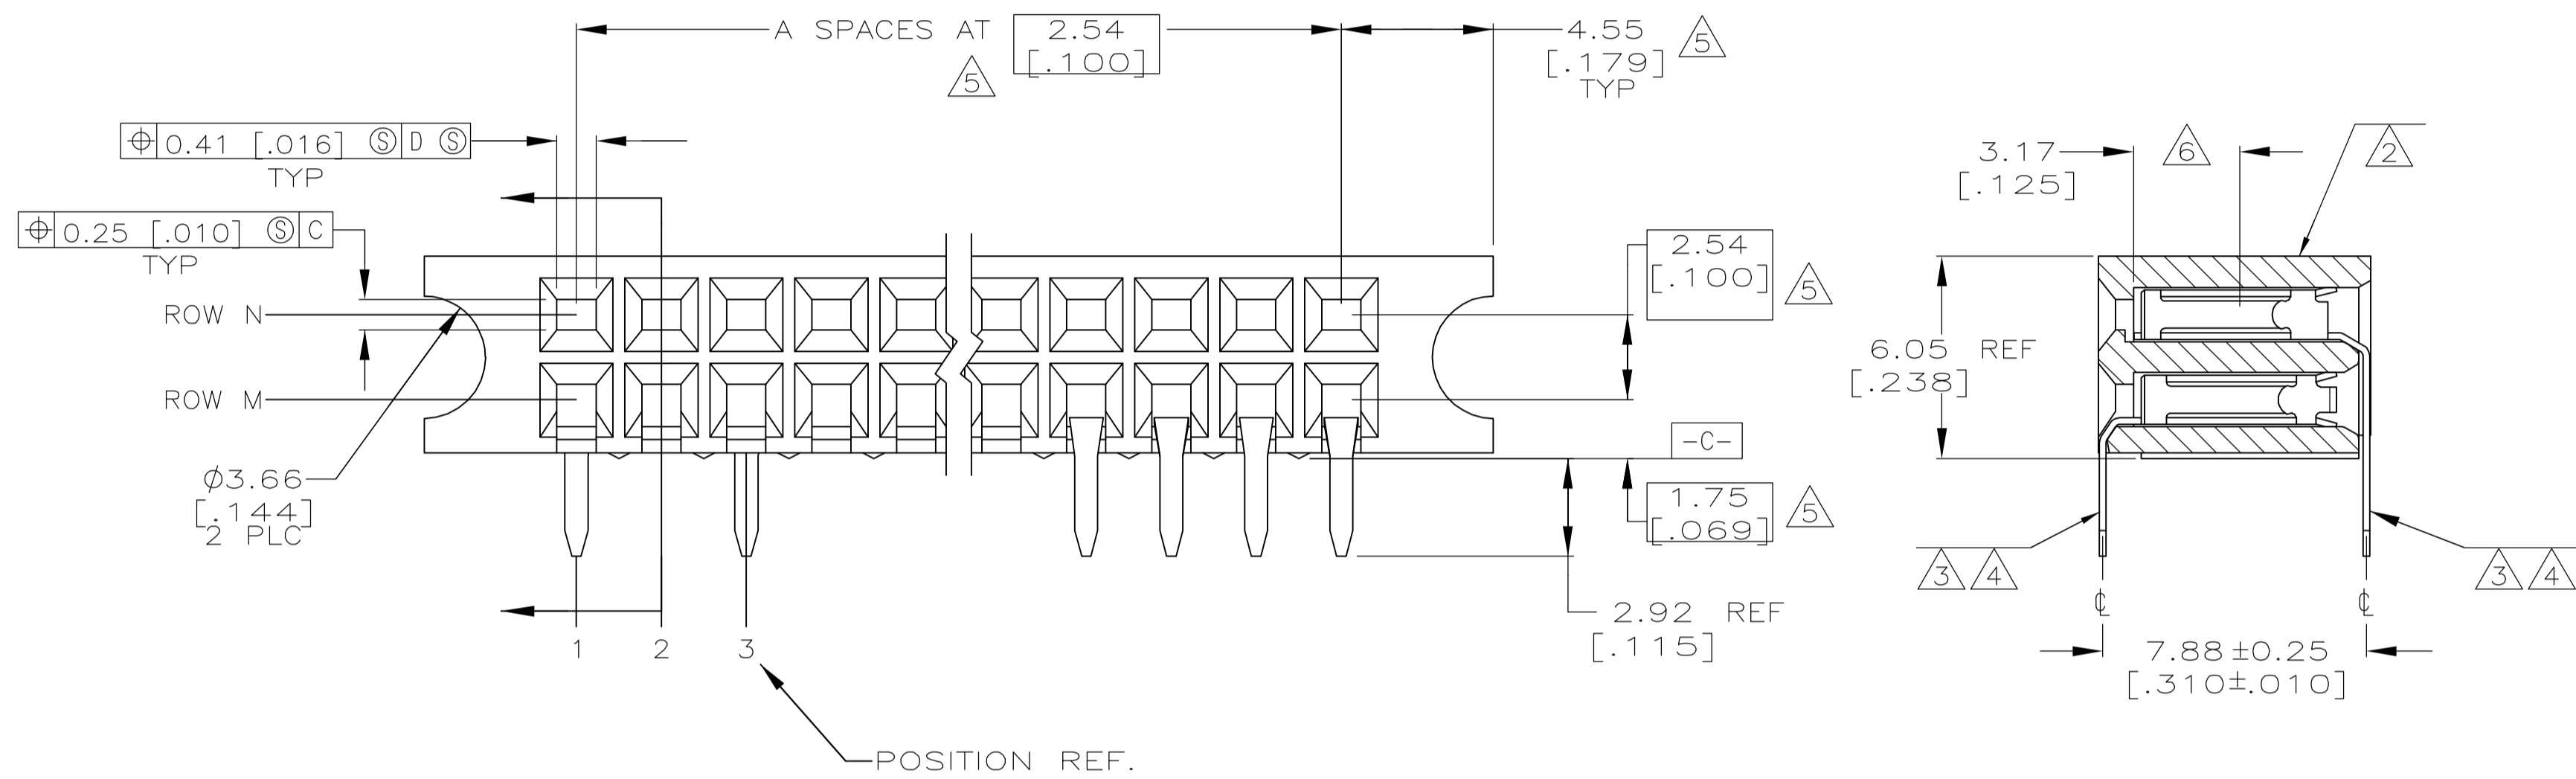 A SPACES AT
2.54
[.100]
5
4.55
[.179]
TYP
5
⌖ 0.41 [.016] Ⓢ D Ⓢ
TYP
⌖ 0.25 [.010] Ⓢ C
TYP
ROW N
ROW M
Ø3.66
[.144]
2 PLC
2.54
[.100]
5
-C-
1.75
[.069]
5
2.92 REF
[.115]
1 2 3
POSITION REF.
3.17
[.125]
6
2
6.05 REF
[.238]
3 4
3 4
℄ ℄
7.88±0.25
[.310±.010]